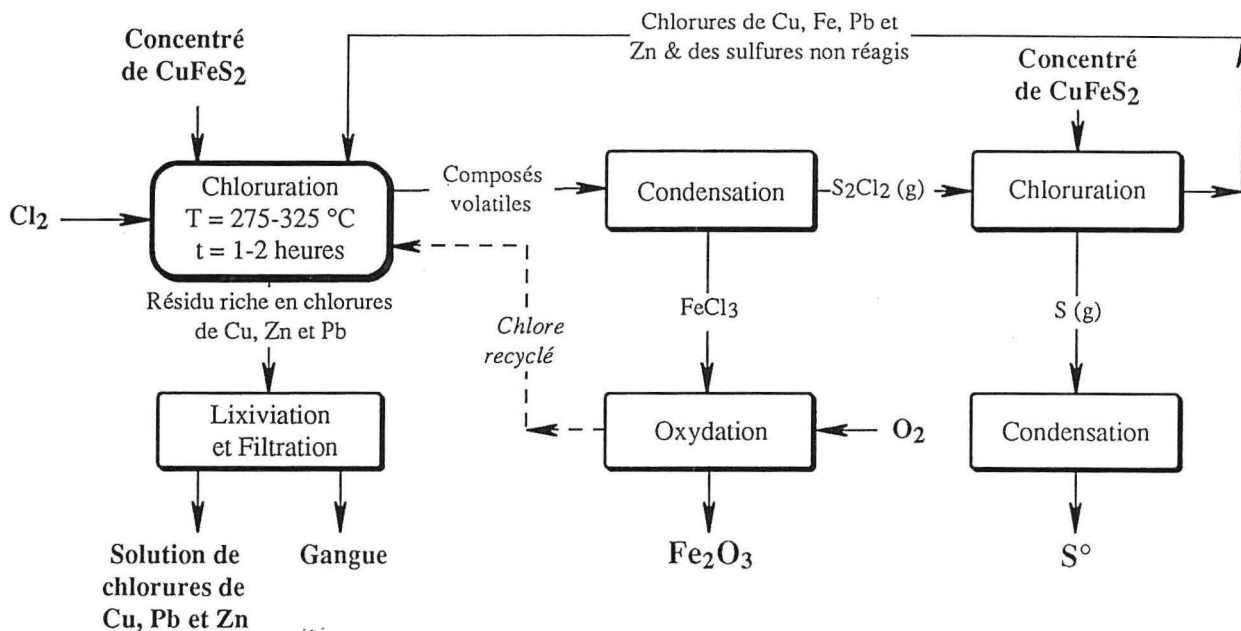 Chlorures de Cu, Fe, Pb et
Zn & des sulfures non réagis
Concentré
de CuFeS2
Concentré
de CuFeS2
Cl2
Chloruration
T = 275-325 °C
t = 1-2 heures
Composés
volatiles
Condensation
S2Cl2 (g)
Chloruration
Résidu riche en chlorures
de Cu, Zn et Pb
Chlore
recyclé
FeCl3
S (g)
Lixiviation
et Filtration
Oxydation
O2
Condensation
Solution de
chlorures de
Cu, Pb et Zn
Gangue
Fe2O3
S°